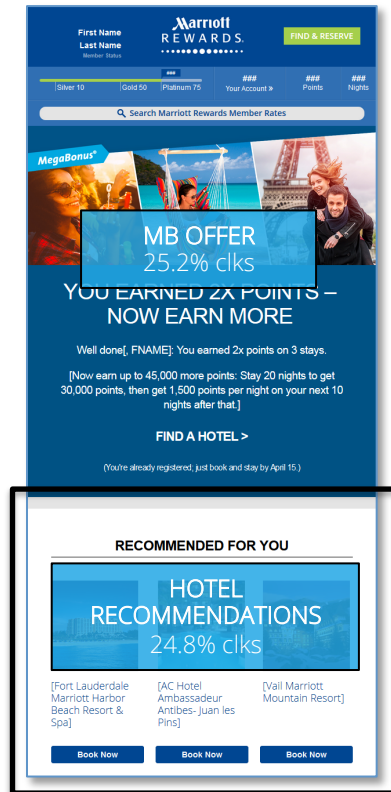 First Name
Last Name
Member Status
Marriott
REWARDS.
FIND & RESERVE
###
Silver 10
Gold 50
Platinum 75
###
Your Account »
###
Points
###
Nights
Search Marriott Rewards Member Rates
MegaBonus®
MB OFFER
25.2% clks
YOU EARNED 2X POINTS –
NOW EARN MORE
Well done[, FNAME]: You earned 2x points on 3 stays.
[Now earn up to 45,000 more points: Stay 20 nights to get
30,000 points, then get 1,500 points per night on your next 10
nights after that.]
FIND A HOTEL >
(You're already registered; just book and stay by April 15.)
RECOMMENDED FOR YOU
HOTEL
RECOMMENDATIONS
24.8% clks
[Fort Lauderdale
Marriott Harbor
Beach Resort &
Spa]
[AC Hotel
Ambassadeur
Antibes- Juan les
Pins]
[Vail Marriott
Mountain Resort]
Book Now
Book Now
Book Now